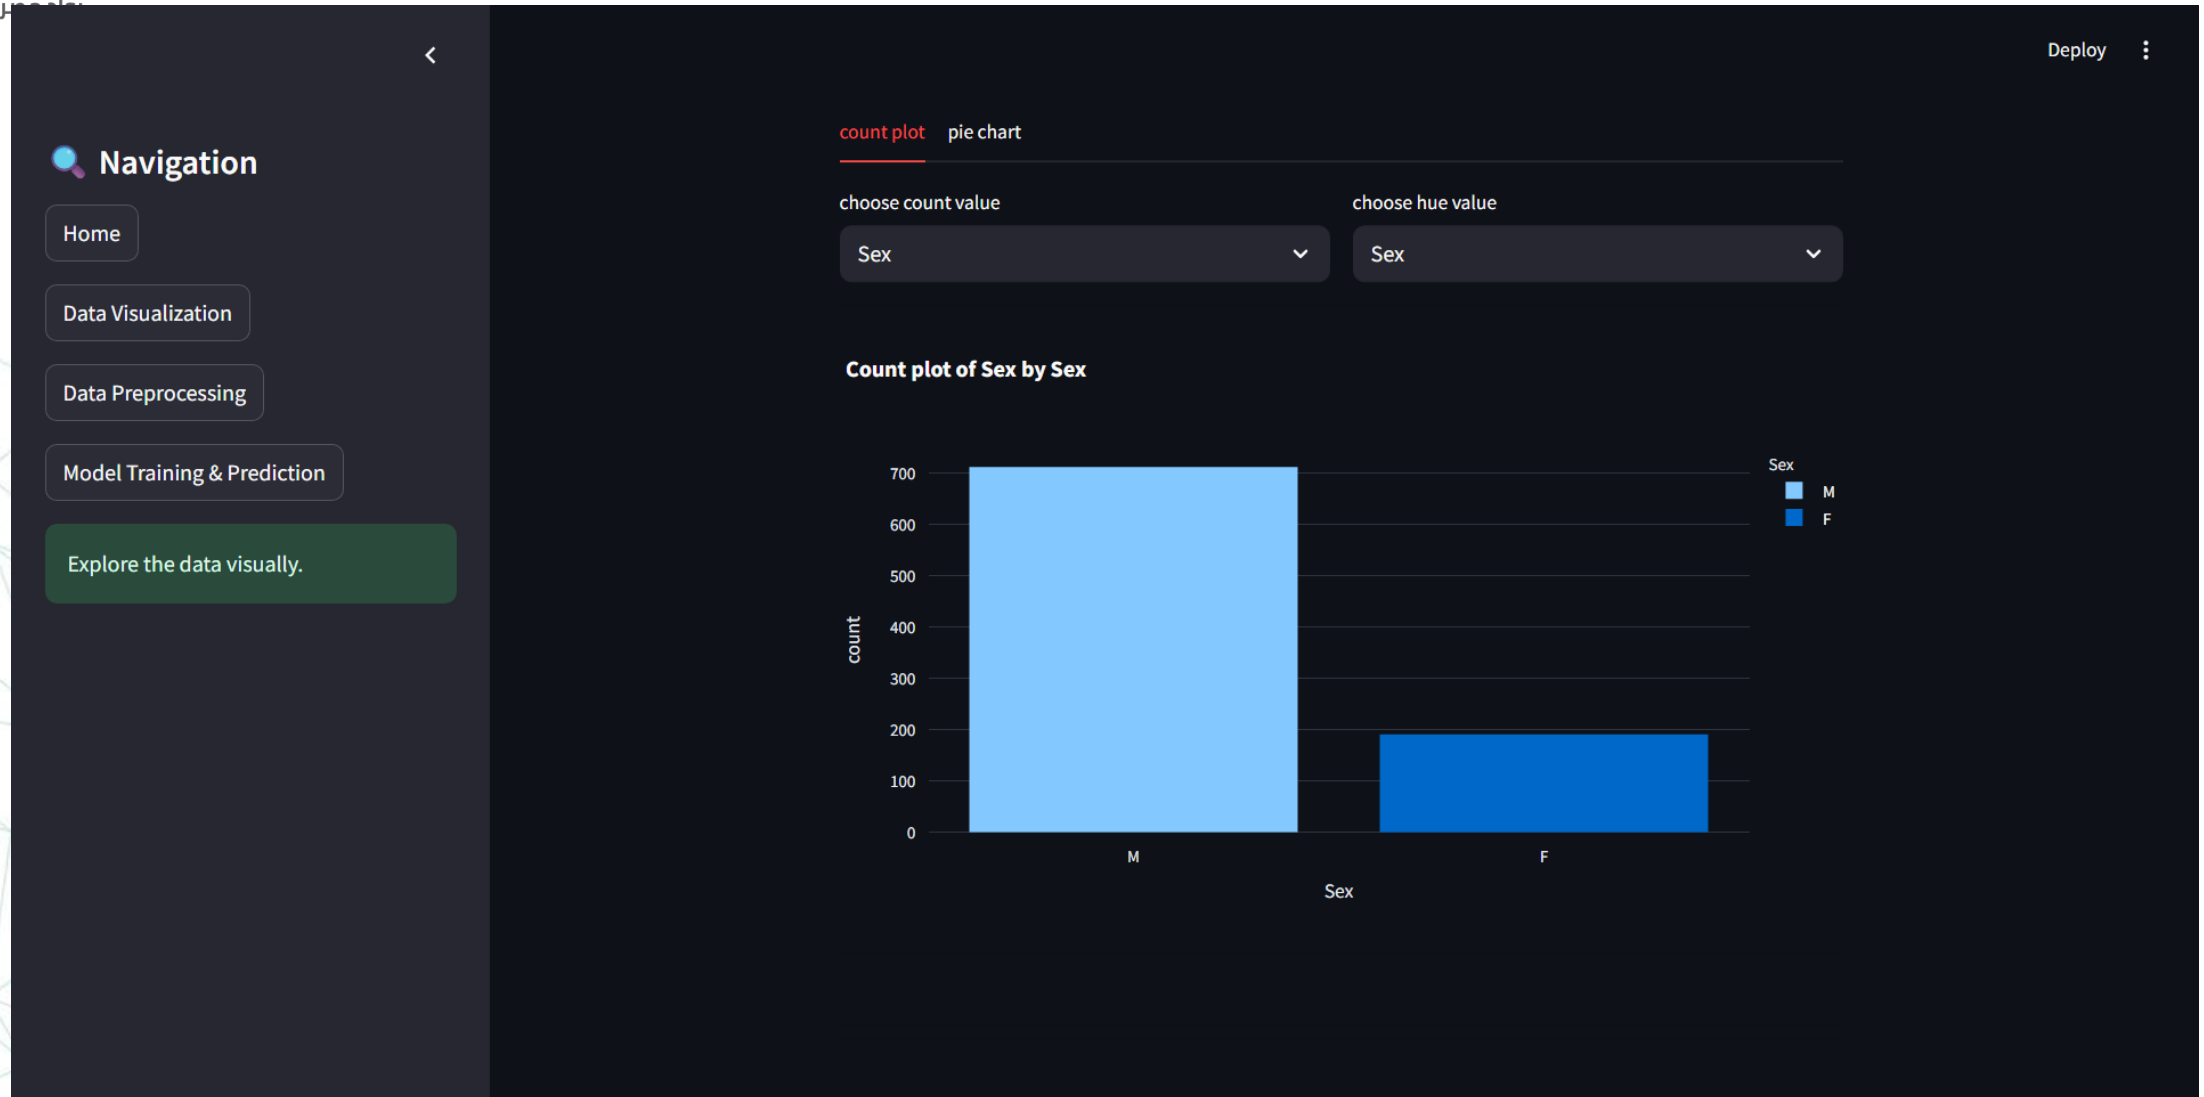 Deploy
Navigation
Home
Data Visualization
Data Preprocessing
Model Training & Prediction
Explore the data visually.
count plot pie chart
choose count value choose hue value
Sex Sex
Count plot of Sex by Sex
Sex
M
F
700
600
500
400
300
200
100
0
count
M F
Sex